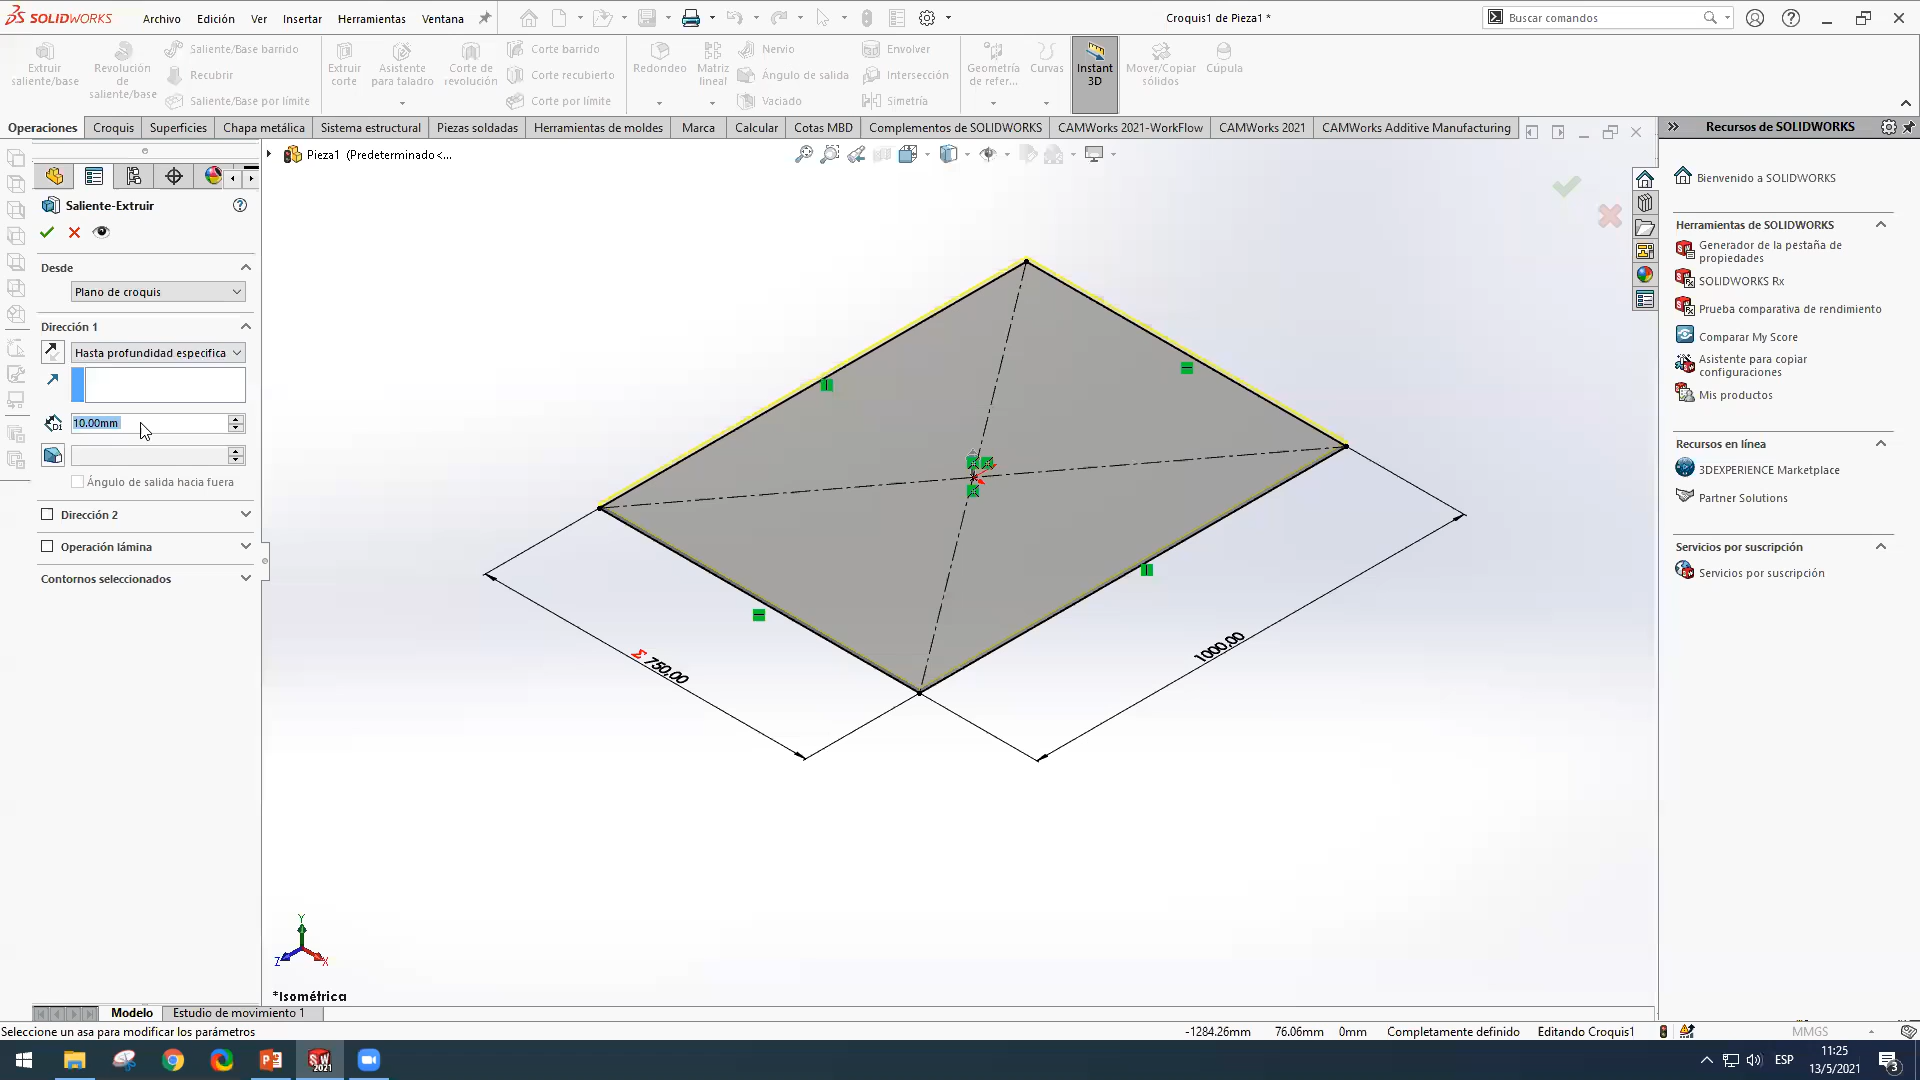 SOLIDWORKS
Archivo
Edición
Ver
Insertar
Herramientas
Ventana
Croquis1 de Pieza1 *
Buscar comandos
Extruir
saliente/base
Revolución
de
saliente/base
Saliente/Base barrido
Recubrir
Saliente/Base por límite
Extruir
corte
Asistente
para taladro
Corte de
revolución
Corte barrido
Corte recubierto
Corte por límite
Redondeo
Matriz
lineal
Nervio
Ángulo de salida
Vaciado
Envolver
Intersección
Simetría
Geometría
de refer...
Curvas
Instant
3D
Mover/Copiar
sólidos
Cúpula
Operaciones
Croquis
Superficies
Chapa metálica
Sistema estructural
Piezas soldadas
Herramientas de moldes
Marca
Calcular
Cotas MBD
Complementos de SOLIDWORKS
CAMWorks 2021-WorkFlow
CAMWorks 2021
CAMWorks Additive Manufacturing
Recursos de SOLIDWORKS
Pieza1 (Predeterminado<...
Saliente-Extruir
Desde
Plano de croquis
Dirección 1
Hasta profundidad especifica
D1
10.00mm
Ángulo de salida hacia fuera
Dirección 2
Operación lámina
Contornos seleccionados
Σ 750,00
1000,00
Y
Z
X
*Isométrica
Bienvenido a SOLIDWORKS
Herramientas de SOLIDWORKS
Generador de la pestaña de
propiedades
SOLIDWORKS Rx
Prueba comparativa de rendimiento
Comparar My Score
Asistente para copiar
configuraciones
Mis productos
Recursos en línea
3DEXPERIENCE Marketplace
Partner Solutions
Servicios por suscripción
Servicios por suscripción
Modelo
Estudio de movimiento 1
Seleccione un asa para modificar los parámetros
-1284.26mm
76.06mm
0mm
Completamente definido
Editando Croquis1
MMGS
SW
2021
ESP
11:25
13/5/2021
3